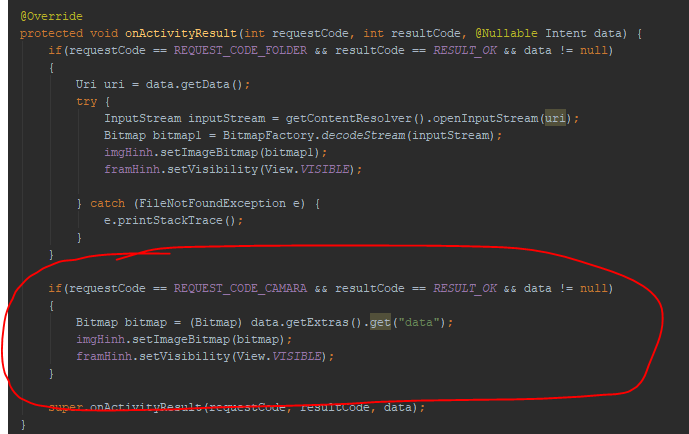 @Override
protected void onActivityResult(int requestCode, int resultCode, @Nullable Intent data) {
if(requestCode == REQUEST_CODE_FOLDER && resultCode == RESULT_OK && data != null)
{
Uri uri = data.getData();
try {
InputStream inputStream = getContentResolver().openInputStream(uri);
Bitmap bitmap1 = BitmapFactory.decodeStream(inputStream);
imgHinh.setImageBitmap(bitmap1);
framHinh.setVisibility(View.VISIBLE);
} catch (FileNotFoundException e) {
e.printStackTrace();
}
}
if(requestCode == REQUEST_CODE_CAMARA && resultCode == RESULT_OK && data != null)
{
Bitmap bitmap = (Bitmap) data.getExtras().get("data");
imgHinh.setImageBitmap(bitmap);
framHinh.setVisibility(View.VISIBLE);
}
super.onActivityResult(requestCode, resultCode, data);
}